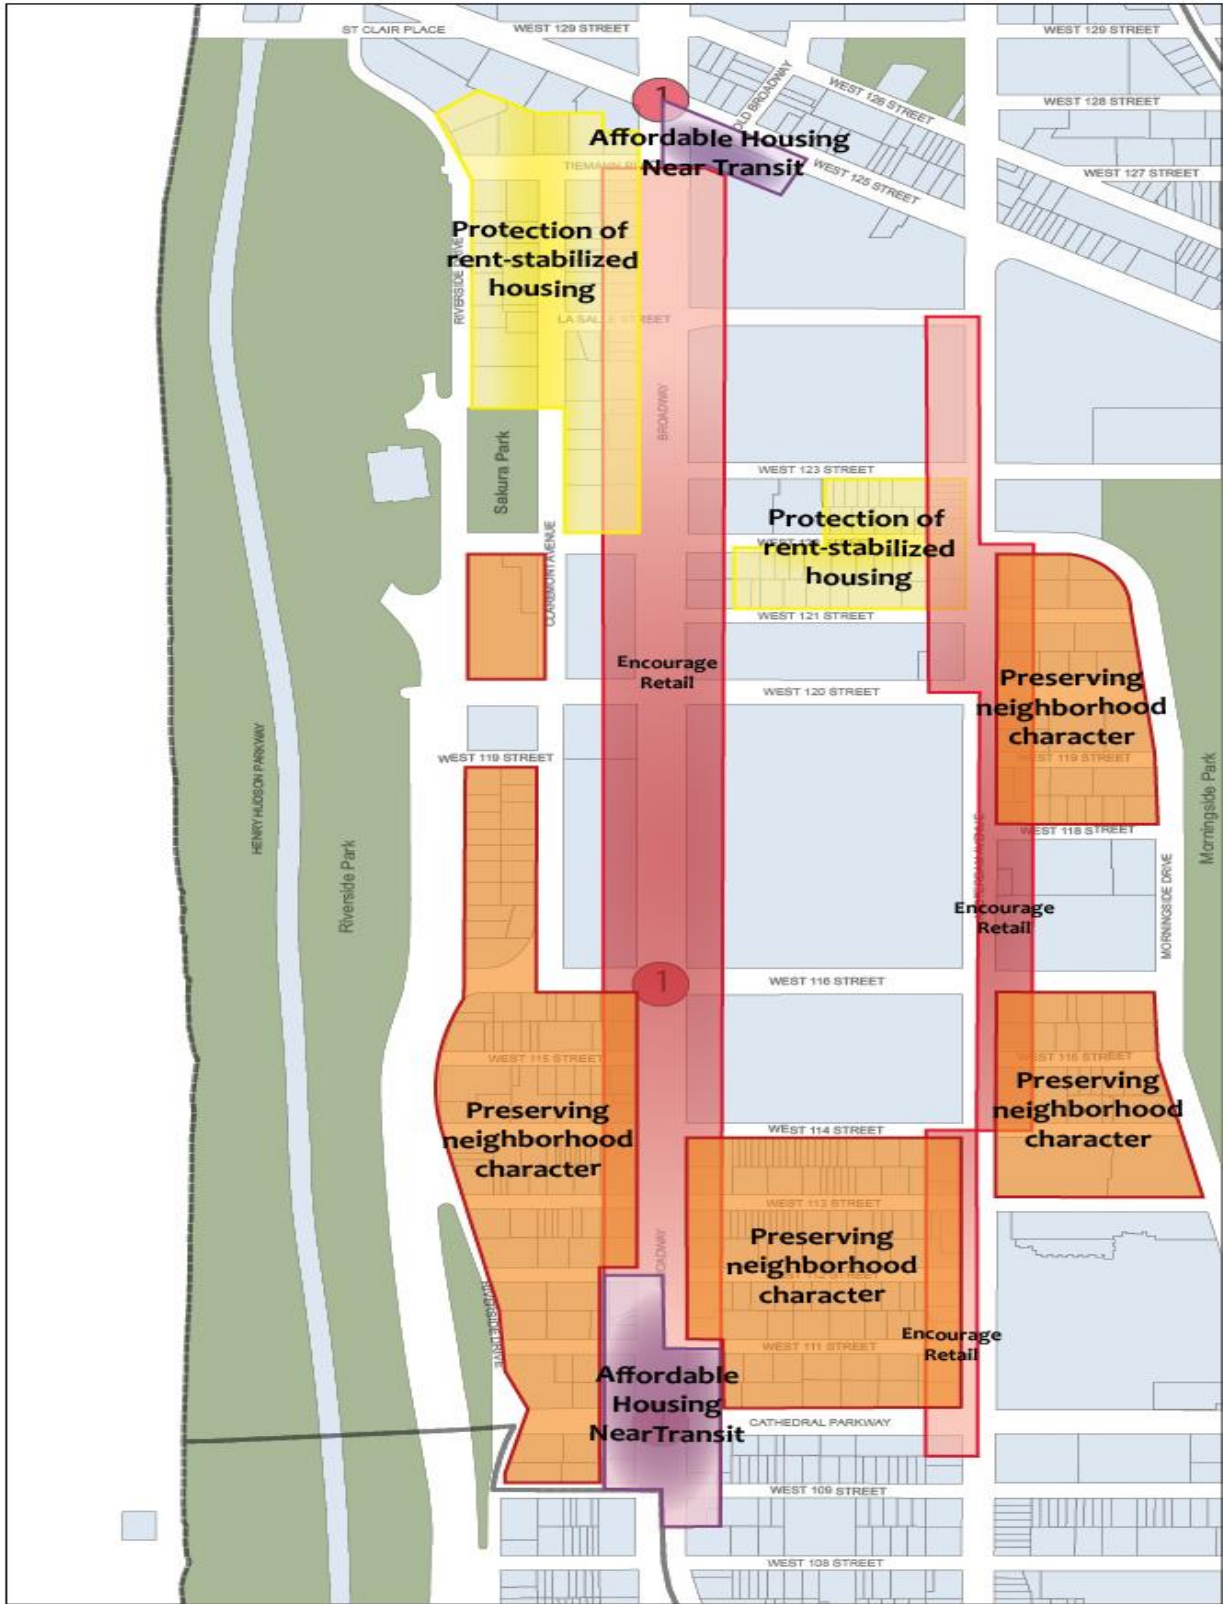 ST CLAIR PLACE
WEST 129 STREET
WEST 129 STREET
1
OLD BROADWAY
WEST 126 STREET
WEST 128 STREET
Affordable Housing
Near Transit
WEST 125 STREET
WEST 127 STREET
Protection of
rent-stabilized
housing
RIVERSIDE DRIVE
LA SALLE STREET
BROADWAY
Sakura Park
WEST 123 STREET
Protection of
rent-stabilized
housing
CLAREMONT AVENUE
WEST 121 STREET
Encourage
Retail
WEST 120 STREET
Preserving
neighborhood
character
WEST 119 STREET
WEST 119 STREET
HENRY HUDSON PARKWAY
Riverside Park
Morningside Park
WEST 118 STREET
MORNINGSIDE DRIVE
Encourage
Retail
1
WEST 116 STREET
WEST 115 STREET
WEST 116 STREET
Preserving
neighborhood
character
Preserving
neighborhood
character
WEST 114 STREET
WEST 113 STREET
Preserving
neighborhood
character
RIVERSIDE DRIVE
Encourage
Retail
WEST 111 STREET
Affordable
Housing
NearTransit
CATHEDRAL PARKWAY
WEST 109 STREET
WEST 108 STREET